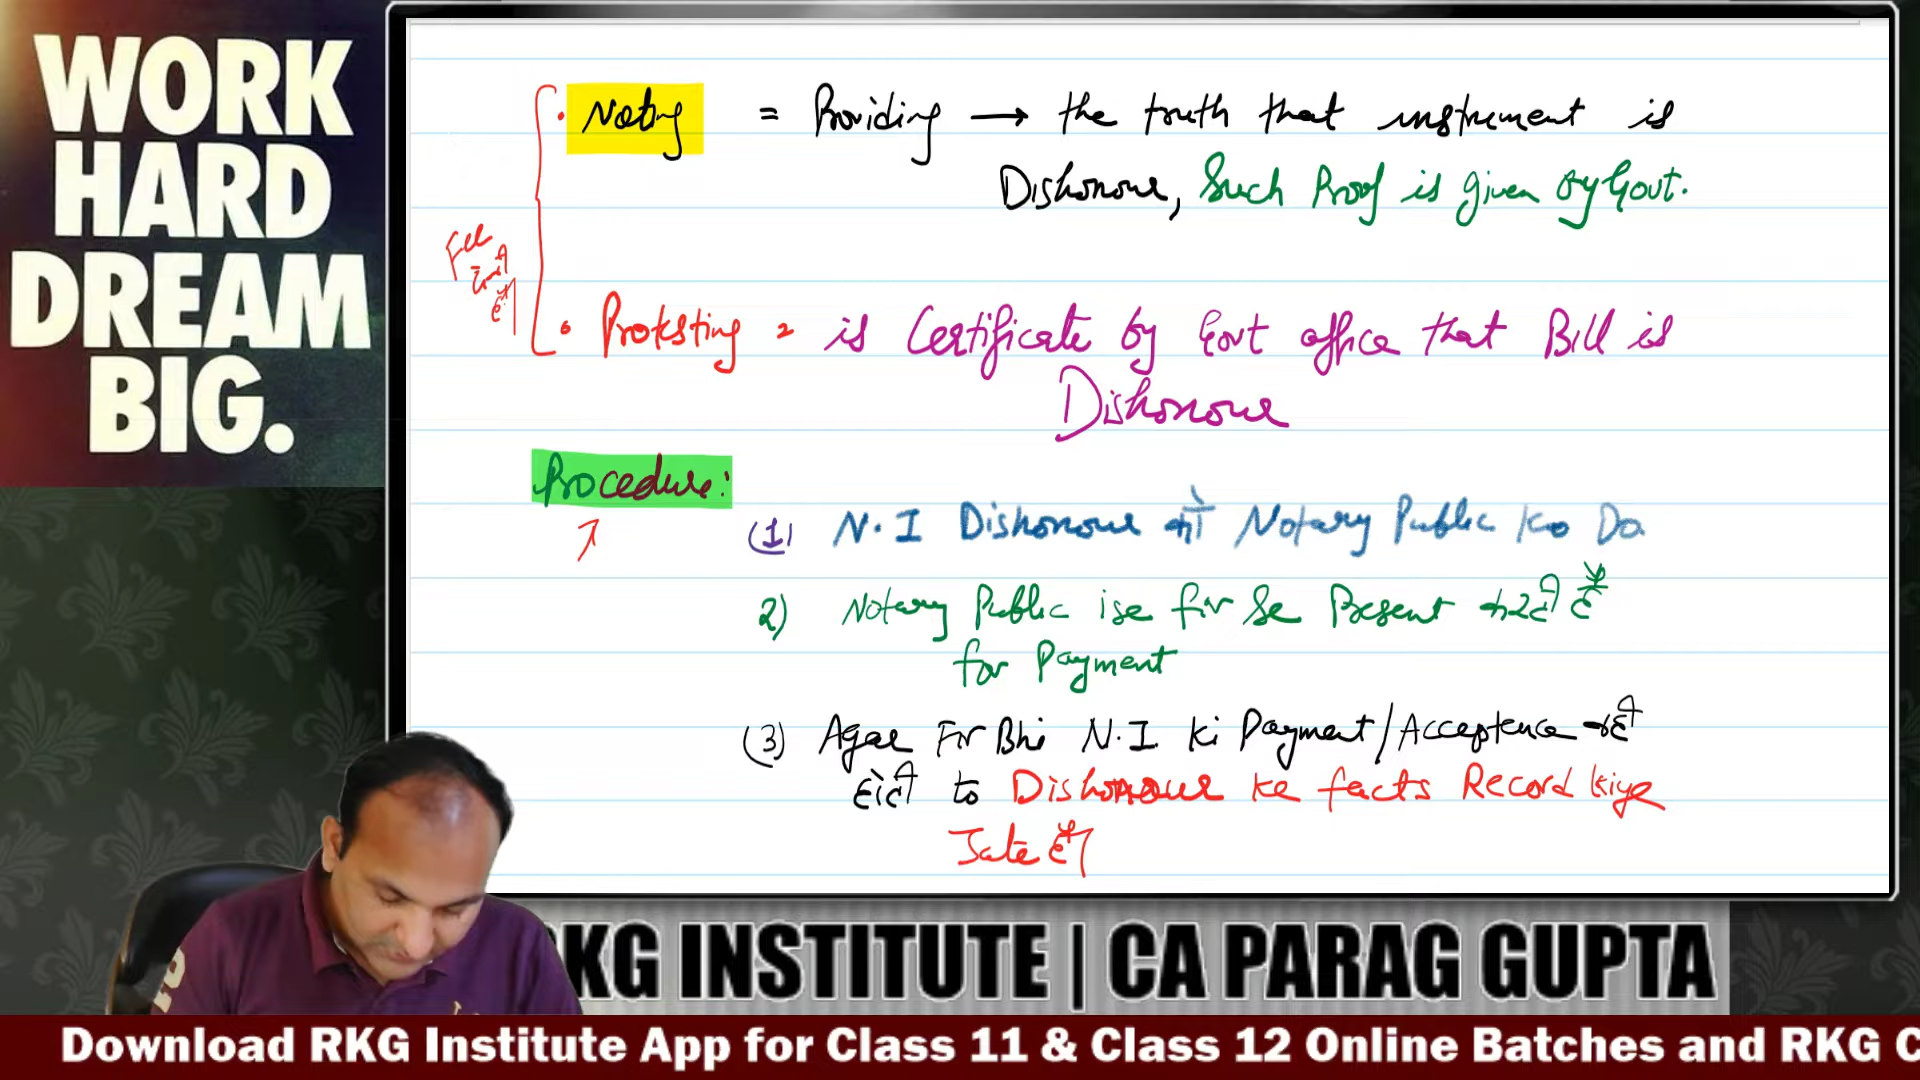 WORK
HARD
DREAM
BIG.
• Noting = Providing → the truth that instrument is
Dishonour, Such Proof is given by Govt.
Fee
• Protesting = is Certificate by Govt office that Bill is
Dishonour
Procedure:
(1) N.I Dishonour को Notary Public Ko Do
2) Notary Public ise fir se Present करते है
for Payment
(3) Agar Fir Bhi N.I. Ki Payment/Acceptence नही
होती to Dishonour ke facts Record kiye
Jate है|
RKG INSTITUTE | CA PARAG GUPTA
Download RKG Institute App for Class 11 & Class 12 Online Batches and RKG C